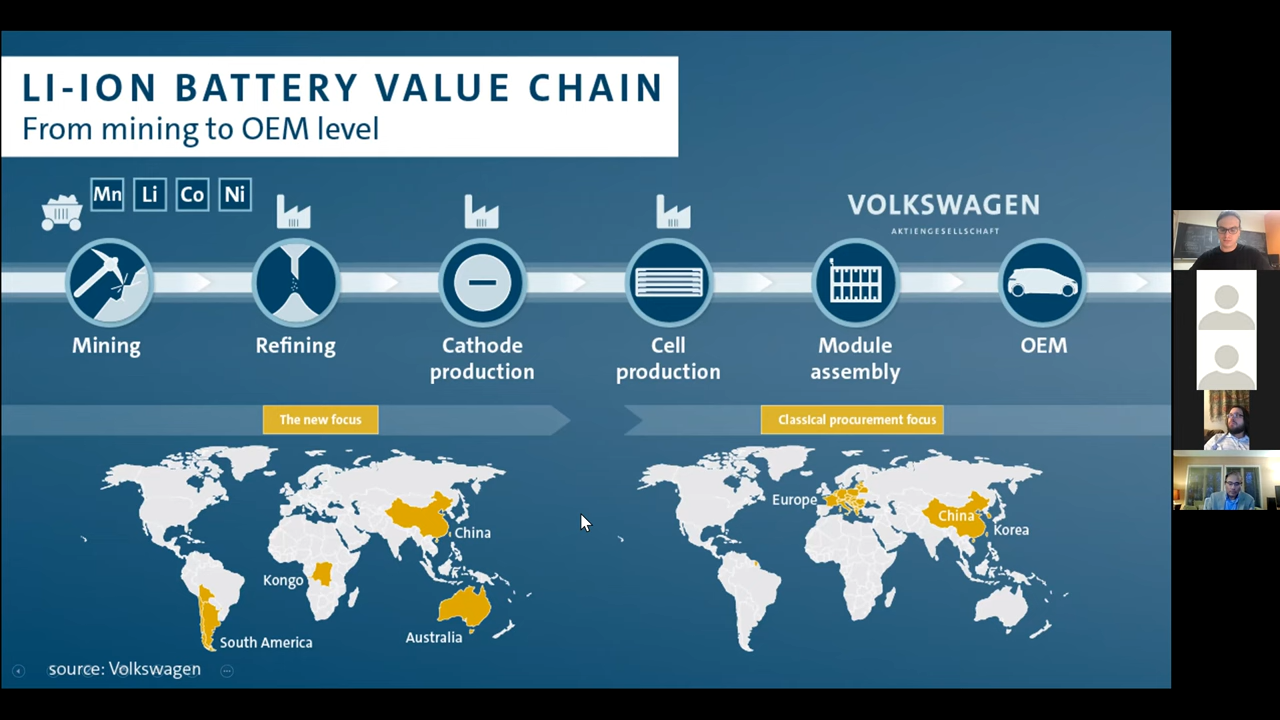 LI-ION BATTERY VALUE CHAIN
From mining to OEM level
Mn Li Co Ni
VOLKSWAGEN
AKTIENGESELLSCHAFT
Mining
Refining
Cathode
production
Cell
production
Module
assembly
OEM
The new focus
Classical procurement focus
China
Kongo
South America
Australia
Europe
China
Korea
source: Volkswagen